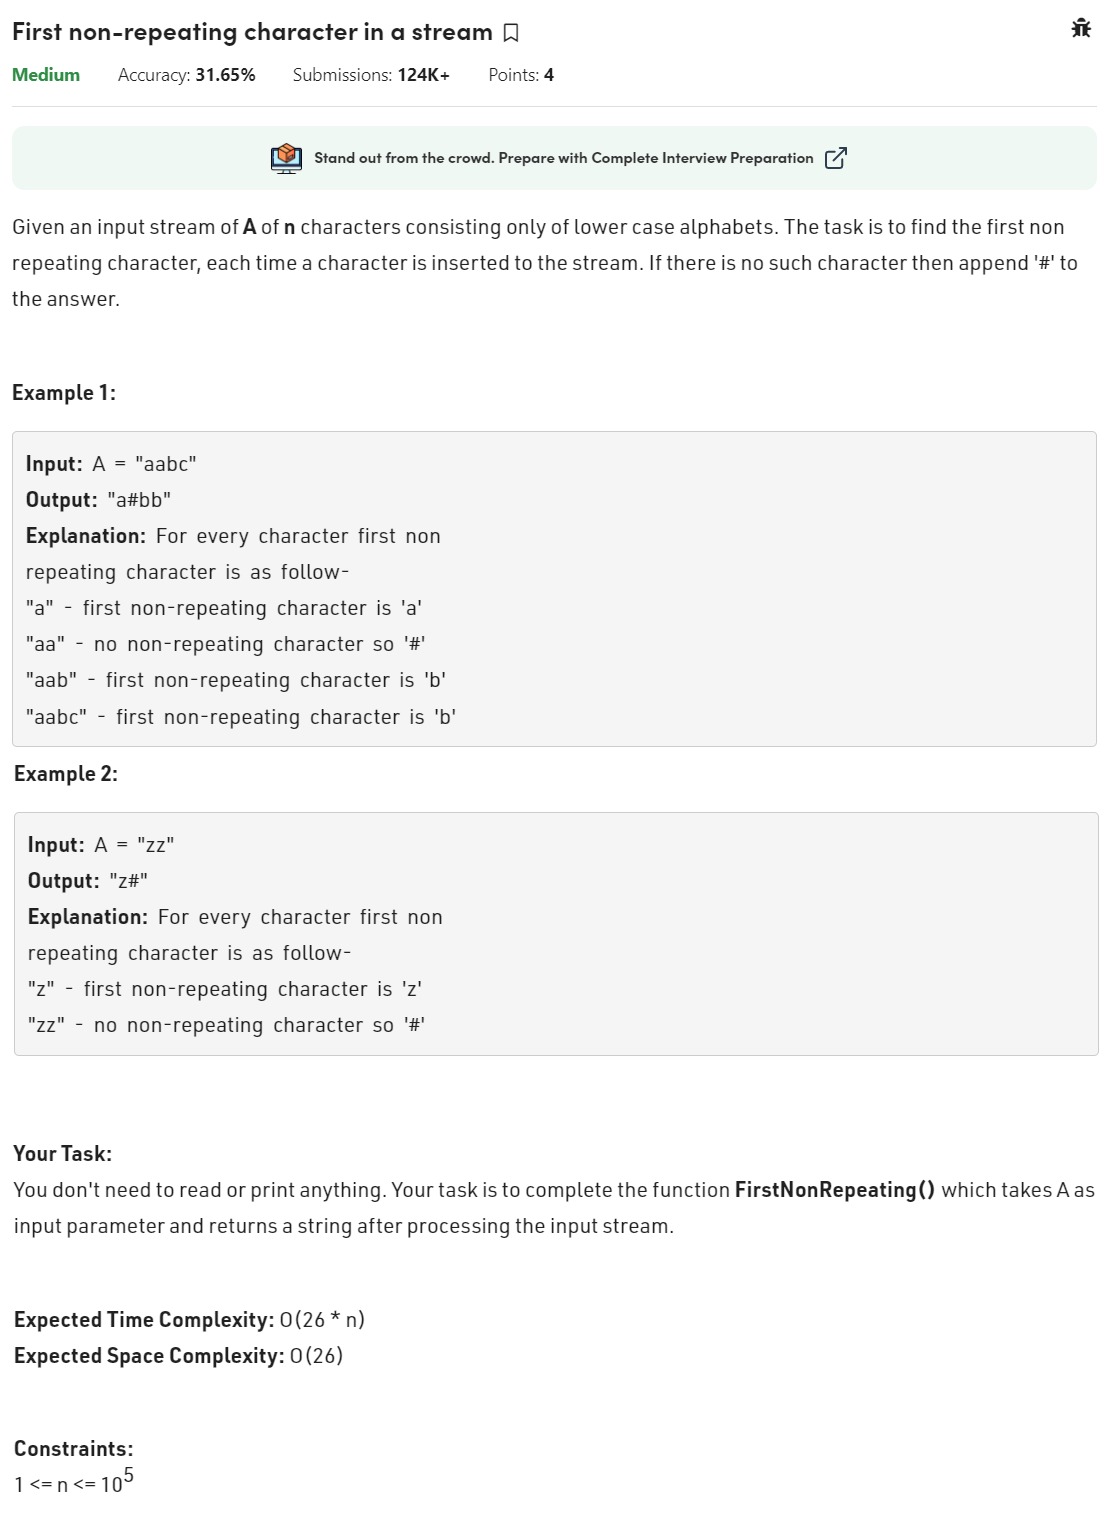 First non-repeating character in a stream
Medium Accuracy: 31.65% Submissions: 124K+ Points: 4
Stand out from the crowd. Prepare with Complete Interview Preparation
Given an input stream of A of n characters consisting only of lower case alphabets. The task is to find the first non
repeating character, each time a character is inserted to the stream. If there is no such character then append '#' to
the answer.
Example 1:
Input: A = "aabc"
Output: "a#bb"
Explanation: For every character first non
repeating character is as follow-
"a" - first non-repeating character is 'a'
"aa" - no non-repeating character so '#'
"aab" - first non-repeating character is 'b'
"aabc" - first non-repeating character is 'b'
Example 2:
Input: A = "zz"
Output: "z#"
Explanation: For every character first non
repeating character is as follow-
"z" - first non-repeating character is 'z'
"zz" - no non-repeating character so '#'
Your Task:
You don't need to read or print anything. Your task is to complete the function FirstNonRepeating() which takes A as
input parameter and returns a string after processing the input stream.
Expected Time Complexity: O(26 * n)
Expected Space Complexity: O(26)
Constraints:
1 <= n <= 10^5